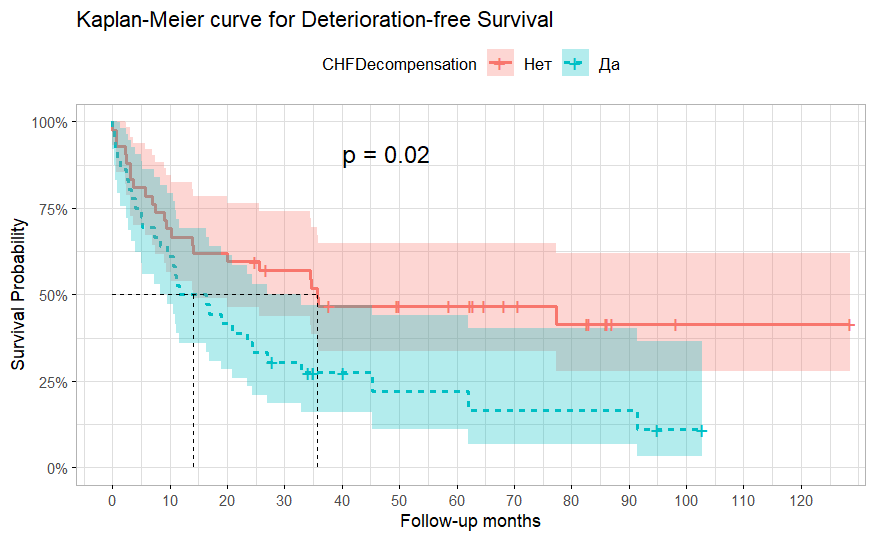 Kaplan-Meier curve for Deterioration-free Survival
CHFDecompensation Нет Да
100%
p = 0.02
75%
50%
25%
0%
Survival Probability
0 10 20 30 40 50 60 70 80 90 100 110 120
Follow-up months